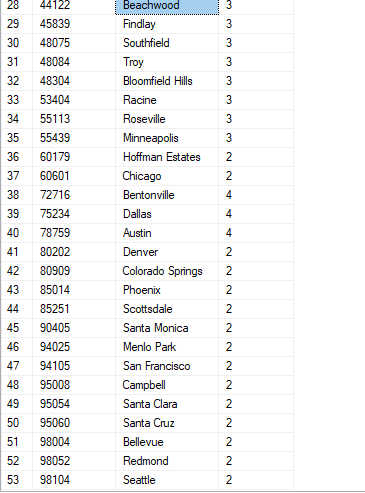 28 44122 Beachwood 3
29 45839 Findlay 3
30 48075 Southfield 3
31 48084 Troy 3
32 48304 Bloomfield Hills 3
33 53404 Racine 3
34 55113 Roseville 3
35 55439 Minneapolis 3
36 60179 Hoffman Estates 2
37 60601 Chicago 2
38 72716 Bentonville 4
39 75234 Dallas 4
40 78759 Austin 4
41 80202 Denver 2
42 80909 Colorado Springs 2
43 85014 Phoenix 2
44 85251 Scottsdale 2
45 90405 Santa Monica 2
46 94025 Menlo Park 2
47 94105 San Francisco 2
48 95008 Campbell 2
49 95054 Santa Clara 2
50 95060 Santa Cruz 2
51 98004 Bellevue 2
52 98052 Redmond 2
53 98104 Seattle 2